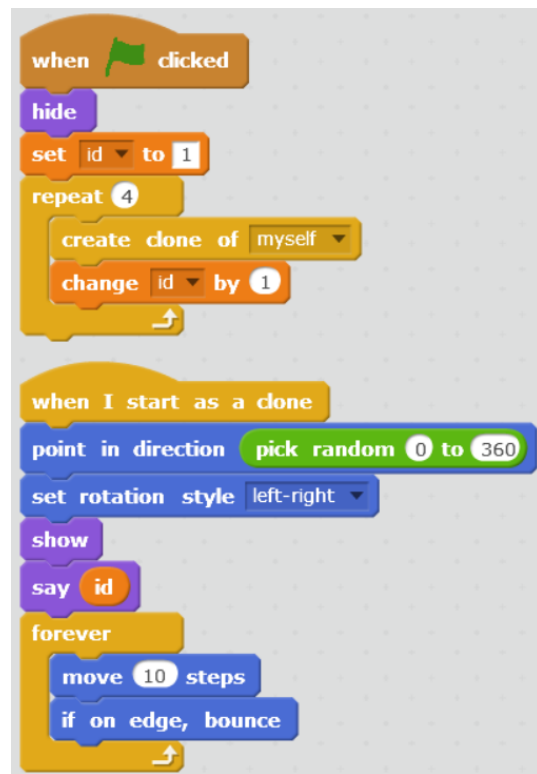 when clicked
hide
set id to 1
repeat 4
create clone of myself
change id by 1
when I start as a clone
point in direction pick random 0 to 360
set rotation style left-right
show
say id
forever
move 10 steps
if on edge, bounce